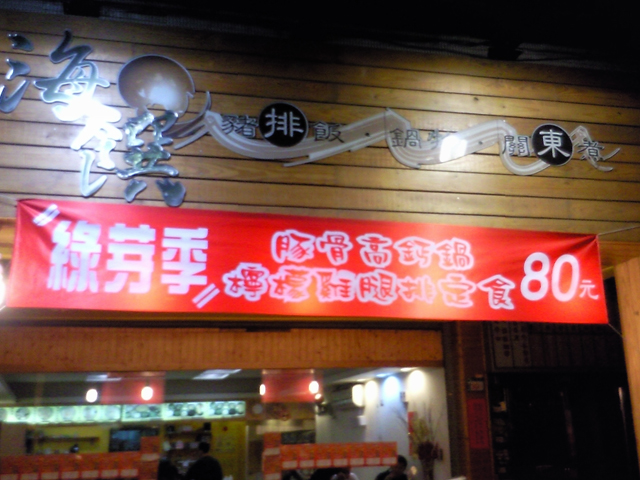 海饌
豬排飯 鍋 關東煮
綠芽季
豚骨高鈣鍋
檸檬雞腿排定食
80元